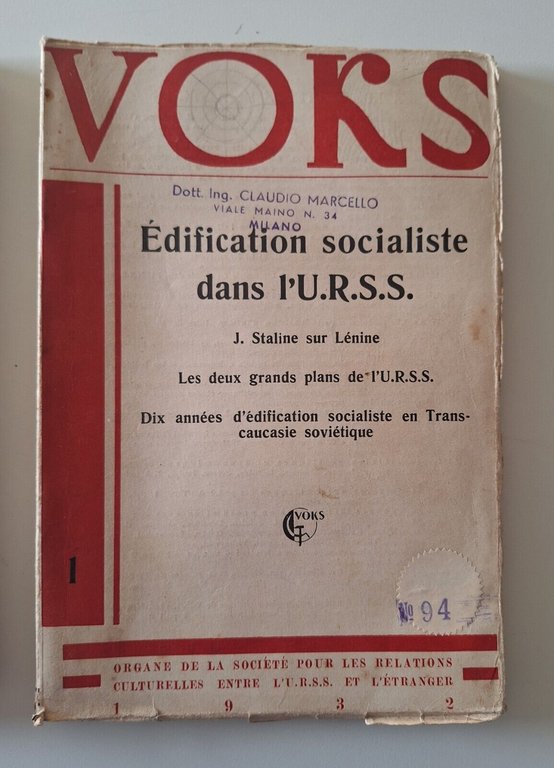 VOKS
Dott. Ing. CLAUDIO MARCELLO
VIALE MAINO N. 34
MILANO
Édification socialiste
dans l'U.R.S.S.
J. Staline sur Lénine
Les deux grands plans de l'U.R.S.S.
Dix années d'édification socialiste en Trans-
caucasie soviétique
VOKS
1
No 94
ORGANE DE LA SOCIÉTÉ POUR LES RELATIONS
CULTURELLES ENTRE L'U.R.S.S. ET L'ÉTRANGER
1 9 3 2